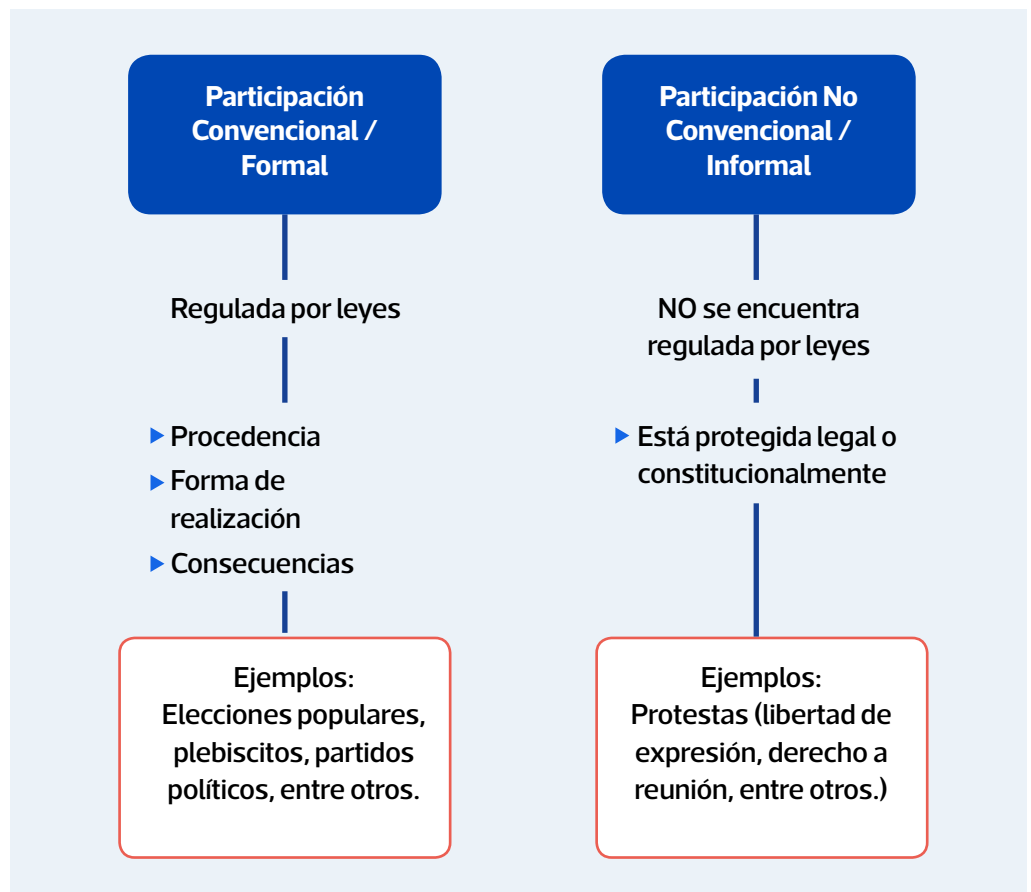 Participación
Convencional /
Formal
Regulada por leyes
Procedencia
Forma de
realización
Consecuencias
Ejemplos:
Elecciones populares,
plebiscitos, partidos
políticos, entre otros.
Participación No
Convencional /
Informal
NO se encuentra
regulada por leyes
Está protegida legal o
constitucionalmente
Ejemplos:
Protestas (libertad de
expresión, derecho a
reunión, entre otros.)